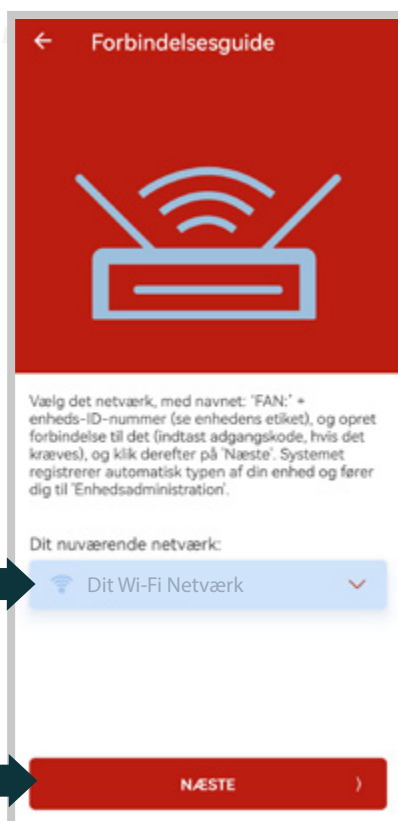 Forbindelsesguide
Vælg det netværk, med navnet: 'FAN:' +
enheds-ID-nummer (se enhedens etiket), og opret
forbindelse til det (indtast adgangskode, hvis det
kræves), og klik derefter på 'Næste'. Systemet
registrerer automatisk typen af din enhed og fører
dig til 'Enhedsadministration'.
Dit nuværende netværk:
Dit Wi-Fi Netværk
NÆSTE